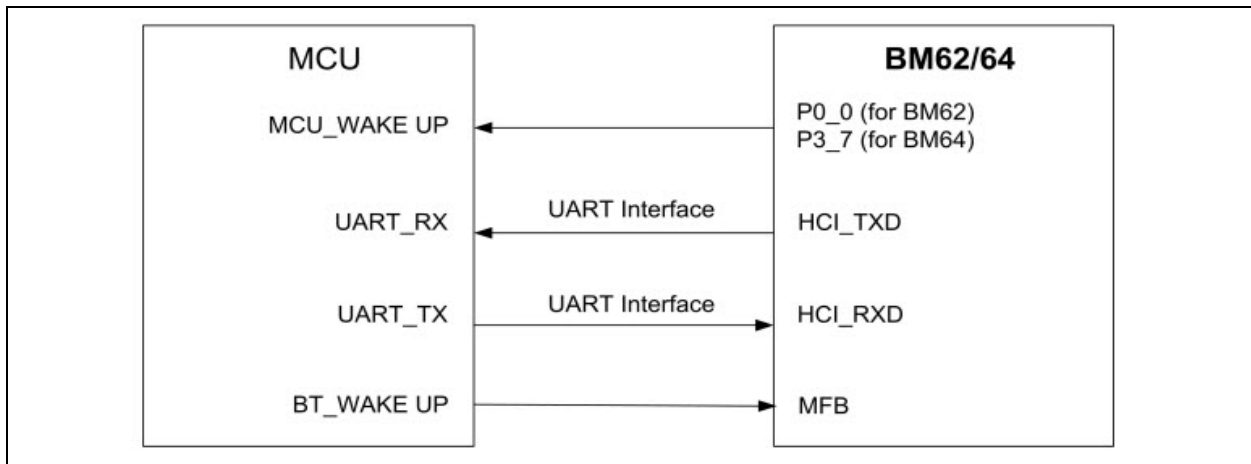 MCU
BM62/64
MCU_WAKE UP
P0_0 (for BM62)
P3_7 (for BM64)
UART_RX
UART Interface
HCI_TXD
UART_TX
UART Interface
HCI_RXD
BT_WAKE UP
MFB